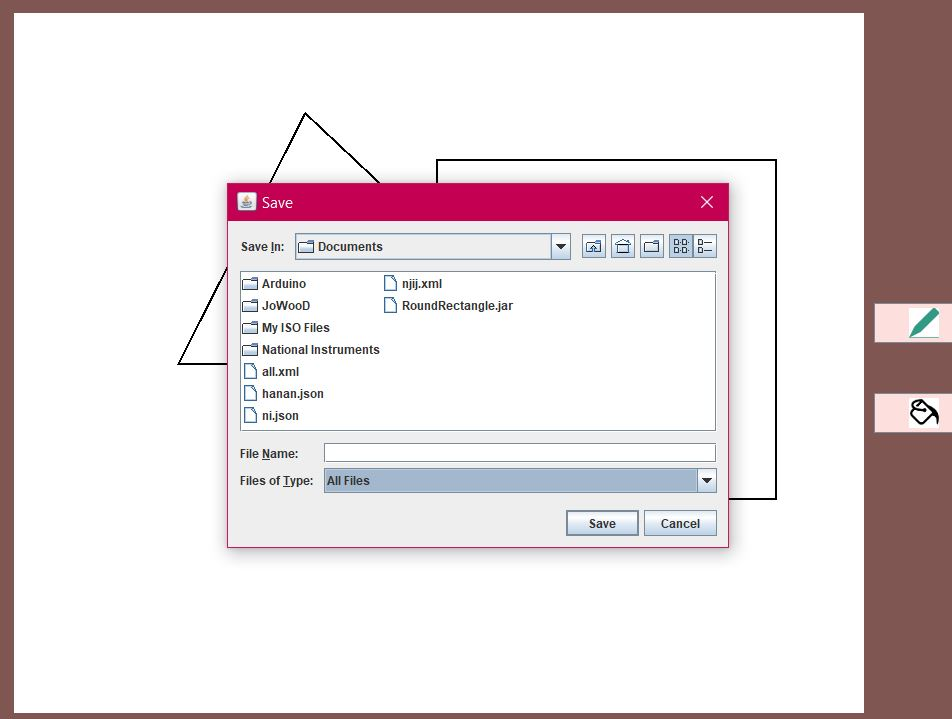 Save
Save In: Documents
Arduino njij.xml
JoWooD RoundRectangle.jar
My ISO Files
National Instruments
all.xml
hanan.json
ni.json
File Name:
Files of Type: All Files
Save Cancel